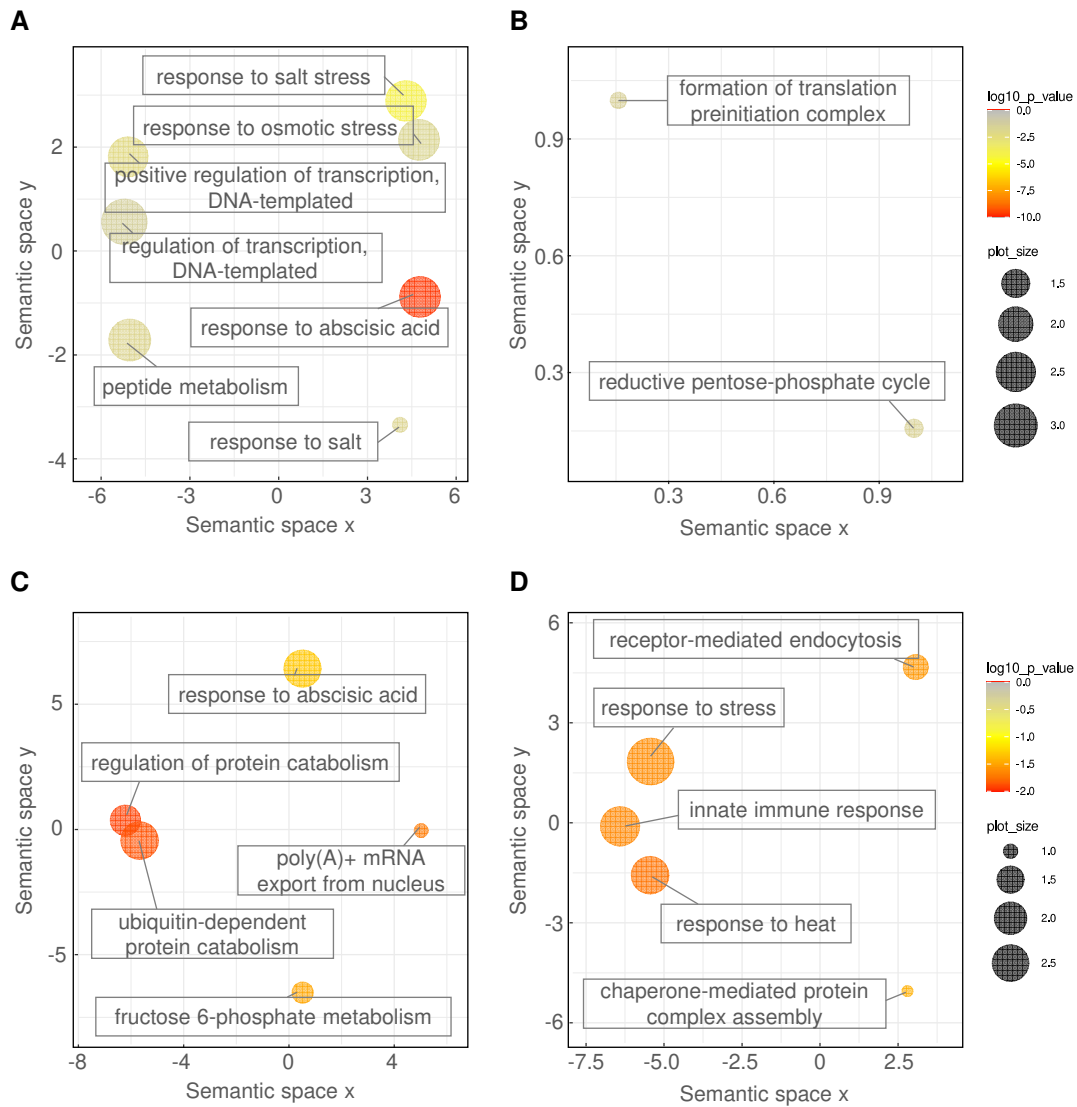 A
B
response to salt stress
response to osmotic stress
positive regulation of transcription,
DNA-templated
regulation of transcription,
DNA-templated
response to abscisic acid
peptide metabolism
response to salt
2
0
-2
-4
-6
-3
0
3
6
Semantic space x
Semantic space y
formation of translation
preinitiation complex
reductive pentose-phosphate cycle
0.9
0.6
0.3
0.3
0.6
0.9
Semantic space x
Semantic space y
log10_p_value
0.0
-2.5
-5.0
-7.5
-10.0
plot_size
1.5
2.0
2.5
3.0
C
D
response to abscisic acid
regulation of protein catabolism
poly(A)+ mRNA
export from nucleus
ubiquitin-dependent
protein catabolism
fructose 6-phosphate metabolism
5
0
-5
-8
-4
0
4
Semantic space x
Semantic space y
receptor-mediated endocytosis
response to stress
innate immune response
response to heat
chaperone-mediated protein
complex assembly
6
3
0
-3
-6
-7.5
-5.0
-2.5
0
2.5
Semantic space x
Semantic space y
log10_p_value
0.0
-0.5
-1.0
-1.5
-2.0
plot_size
1.0
1.5
2.0
2.5